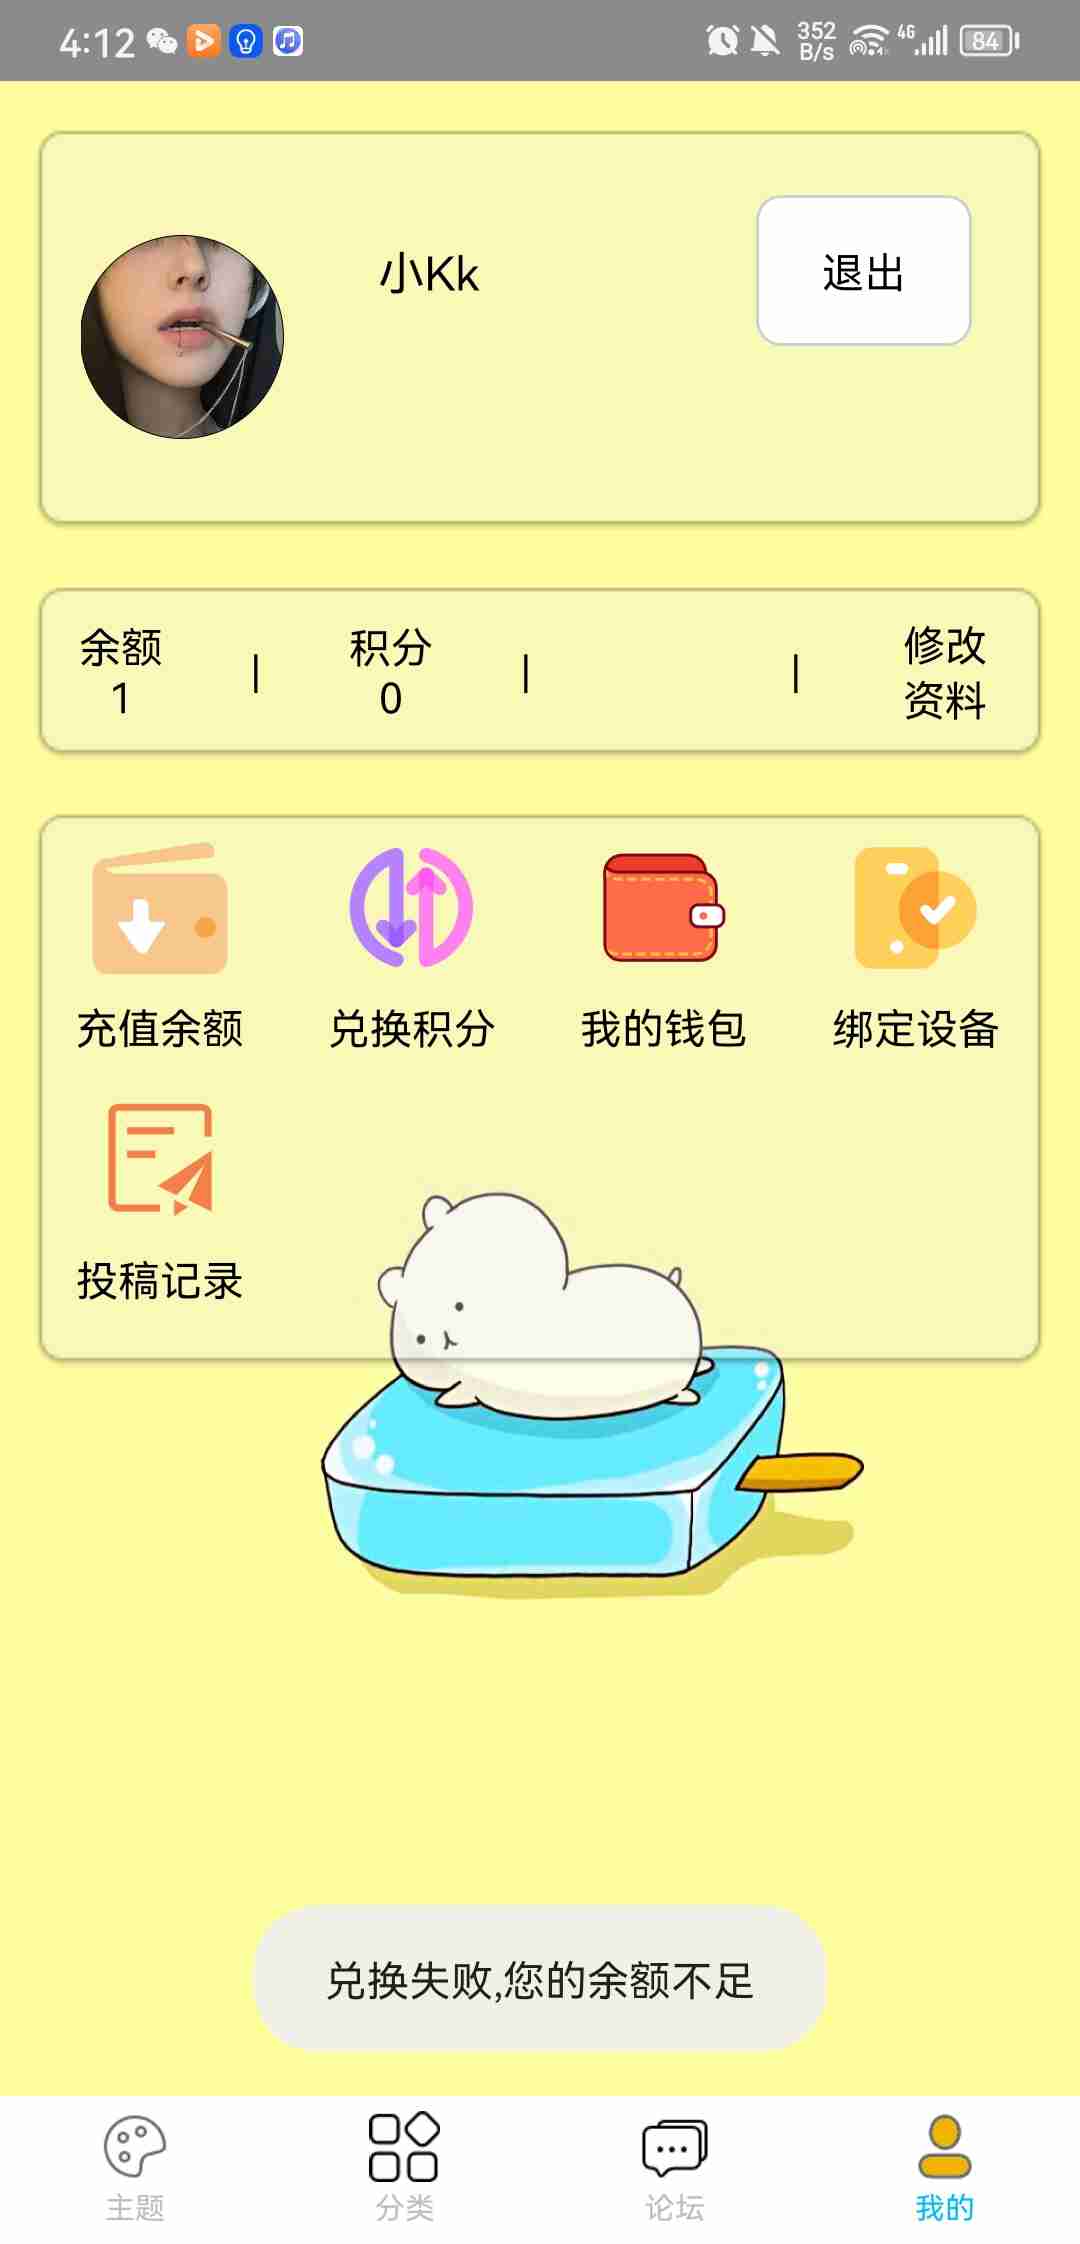 4:12
352 B/s
4G
84
小Kk
退出
余额 | 积分 | | 修改
1 0 资料
充值余额 兑换积分 我的钱包 绑定设备
投稿记录
兑换失败,您的余额不足
主题 分类 论坛 我的